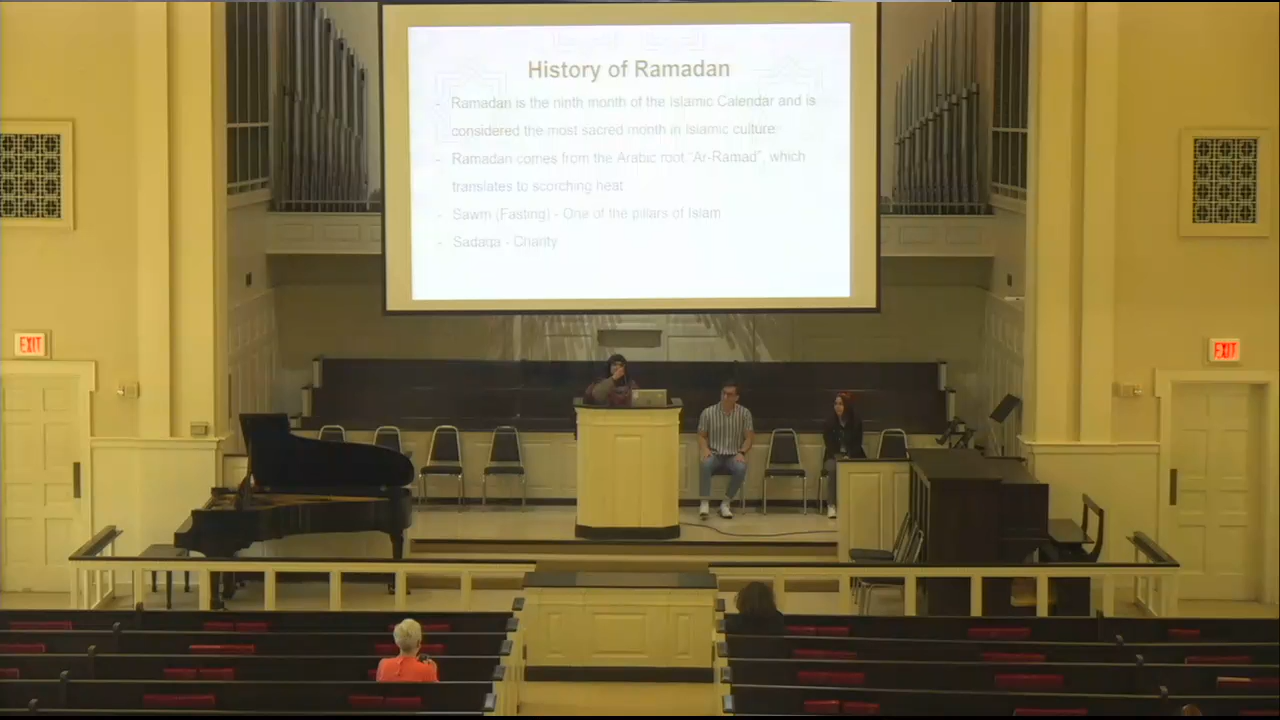 History of Ramadan
- Ramadan is the ninth month of the Islamic Calendar and is
considered the most sacred month in Islamic culture
- Ramadan comes from the Arabic root "Ar-Ramad", which
translates to scorching heat
- Sawm (Fasting) - One of the pillars of Islam
- Sadaqa - Charity
EXIT
EXIT